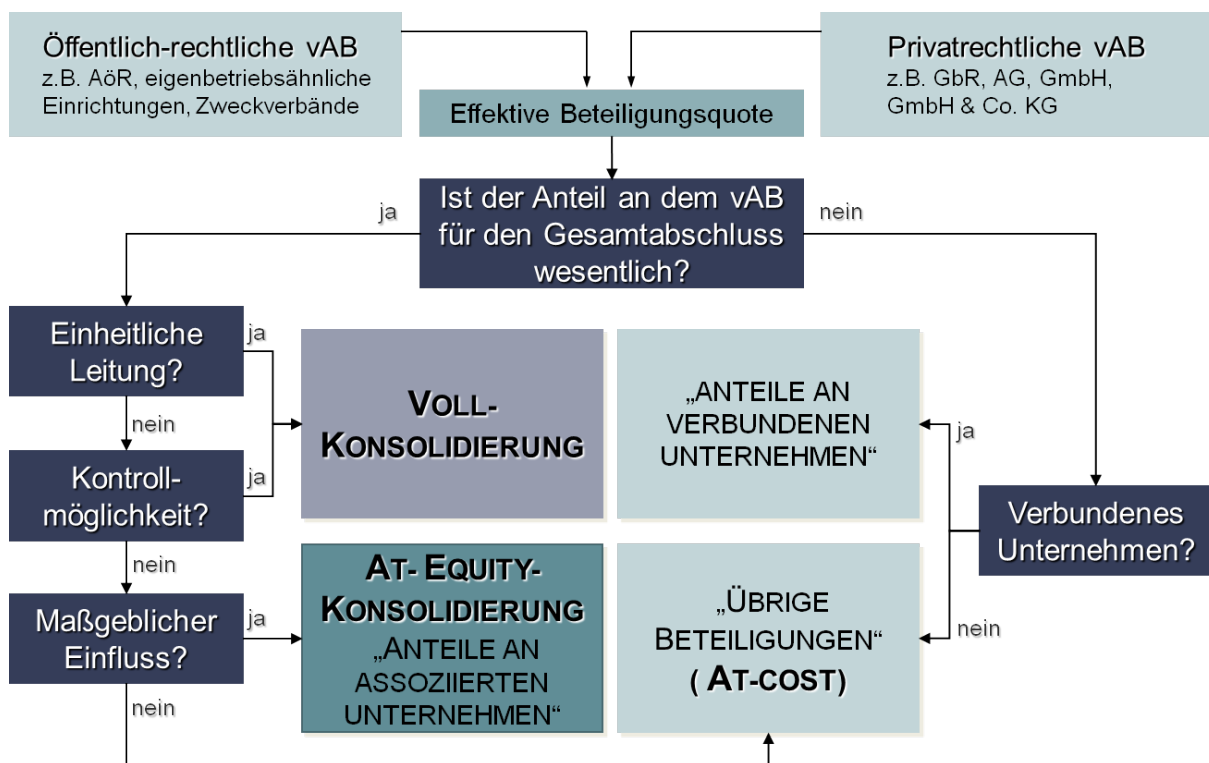 Öffentlich-rechtliche vAB
z.B. AöR, eigenbetriebsähnliche
Einrichtungen, Zweckverbände
Privatrechtliche vAB
z.B. GbR, AG, GmbH,
GmbH & Co. KG
Effektive Beteiligungsquote
Ist der Anteil an dem vAB
für den Gesamtabschluss
wesentlich?
ja
nein
Einheitliche
Leitung?
ja
nein
Kontroll-
möglichkeit?
ja
nein
Maßgeblicher
Einfluss?
ja
nein
VOLL-
KONSOLIDIERUNG
„ANTEILE AN
VERBUNDENEN
UNTERNEHMEN“
AT- EQUITY-
KONSOLIDIERUNG
„ANTEILE AN
ASSOZIIERTEN
UNTERNEHMEN“
„ÜBRIGE
BETEILIGUNGEN“
( AT-COST)
ja
Verbundenes
Unternehmen?
nein